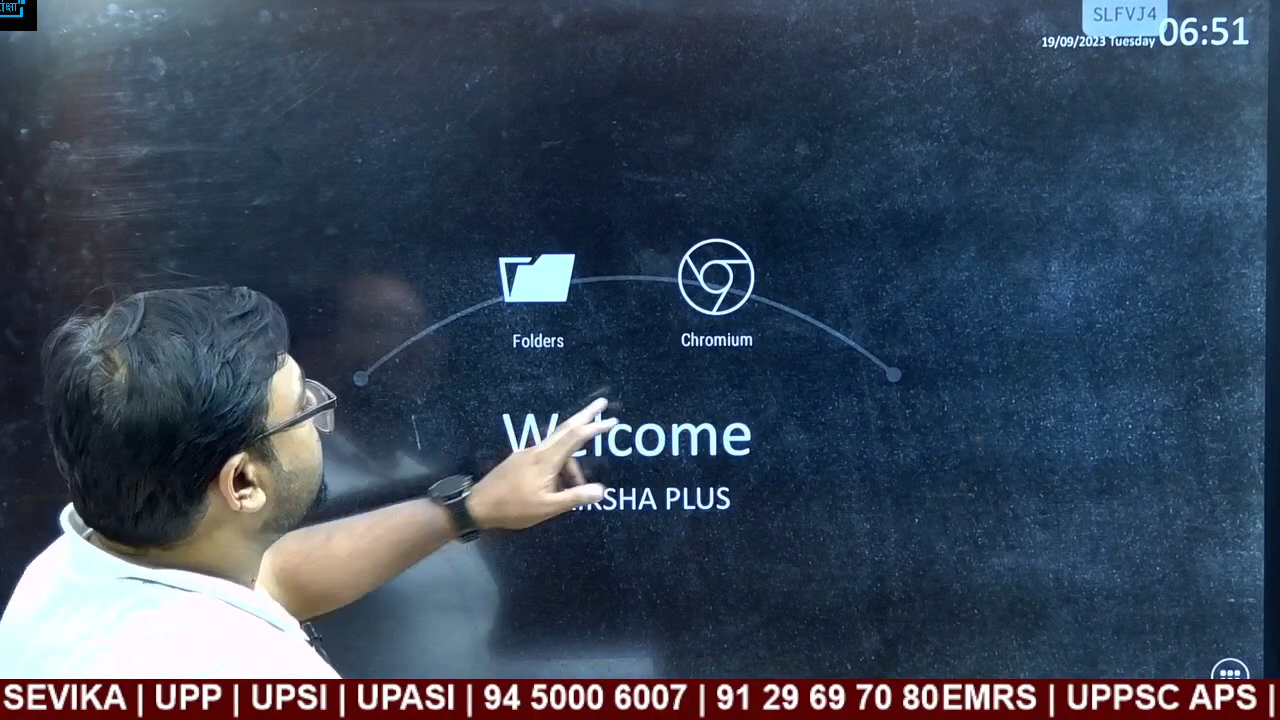 SLFVJ4
19/09/2023 Tuesday 06:51
Folders
Chromium
Welcome
PLUS
SEVIKA | UPP | UPSI | UPASI | 94 5000 6007 | 91 29 69 70 80EMRS | UPPSC APS |